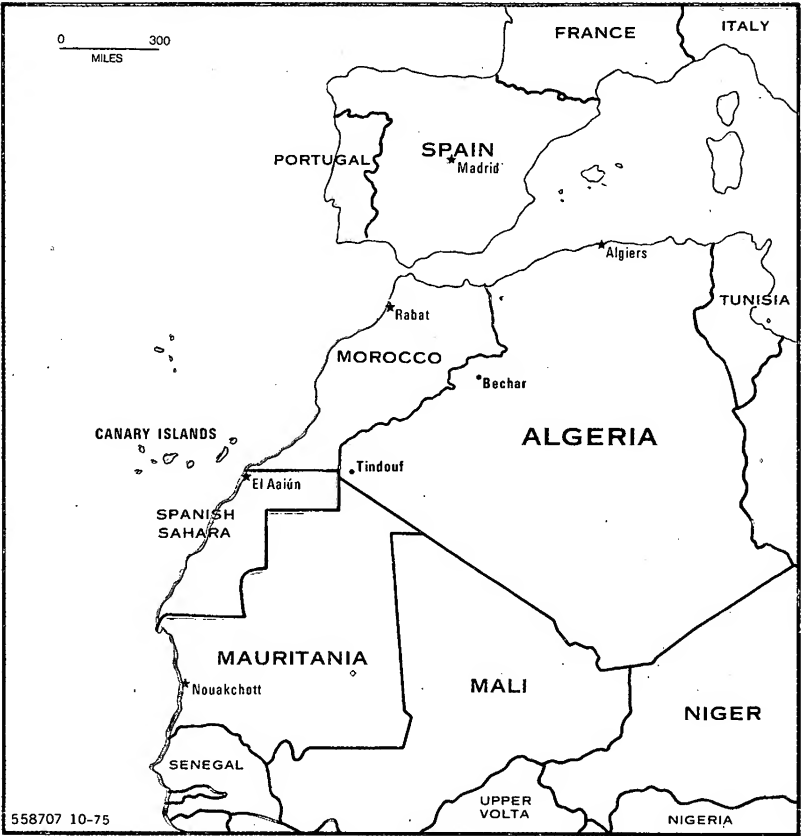 0 300
MILES
FRANCE
ITALY
PORTUGAL
SPAIN
Madrid
Algiers
TUNISIA
Rabat
MOROCCO
Bechar
ALGERIA
CANARY ISLANDS
Tindouf
El Aaiún
SPANISH
SAHARA
MAURITANIA
Nouakchott
MALI
NIGER
SENEGAL
UPPER
VOLTA
NIGERIA
558707 10-75